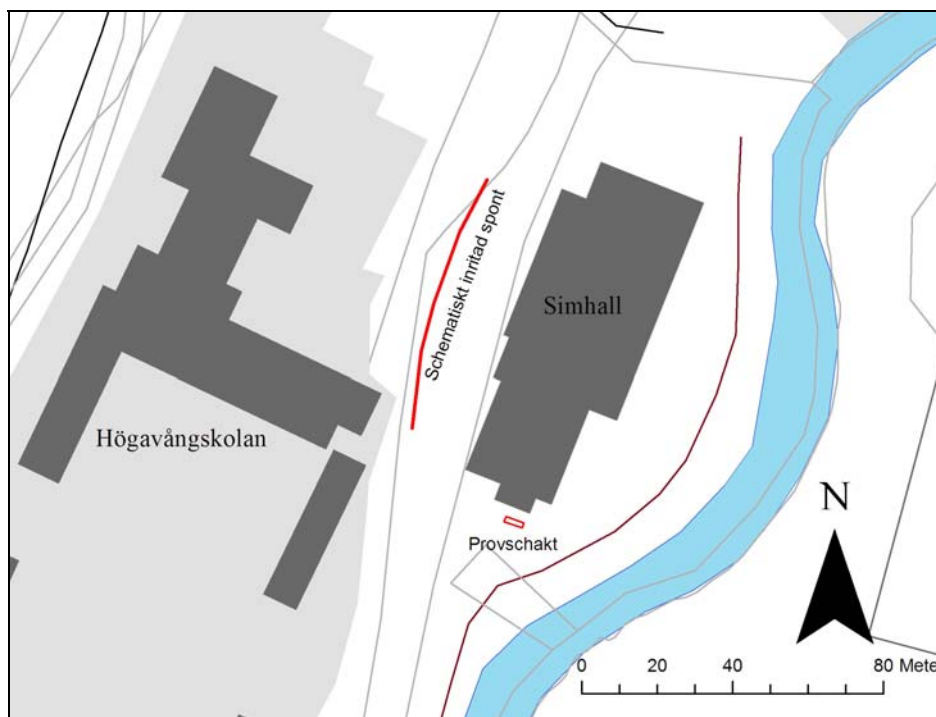 Schematiskt inritad spont
Simhall
Högavångskolan
Provschakt
N
0 20 40 80 Mete